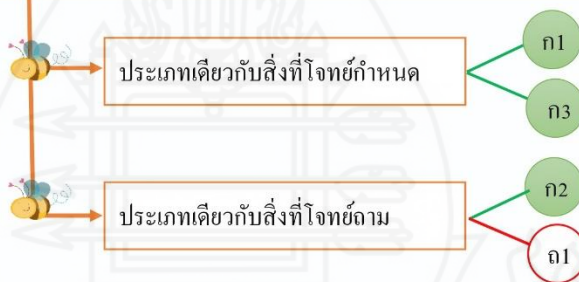 ประเภทเดียวกับสิ่งที่โจทย์กำหนด
ก1
ก3
ประเภทเดียวกับสิ่งที่โจทย์ถาม
ก2
ถ1